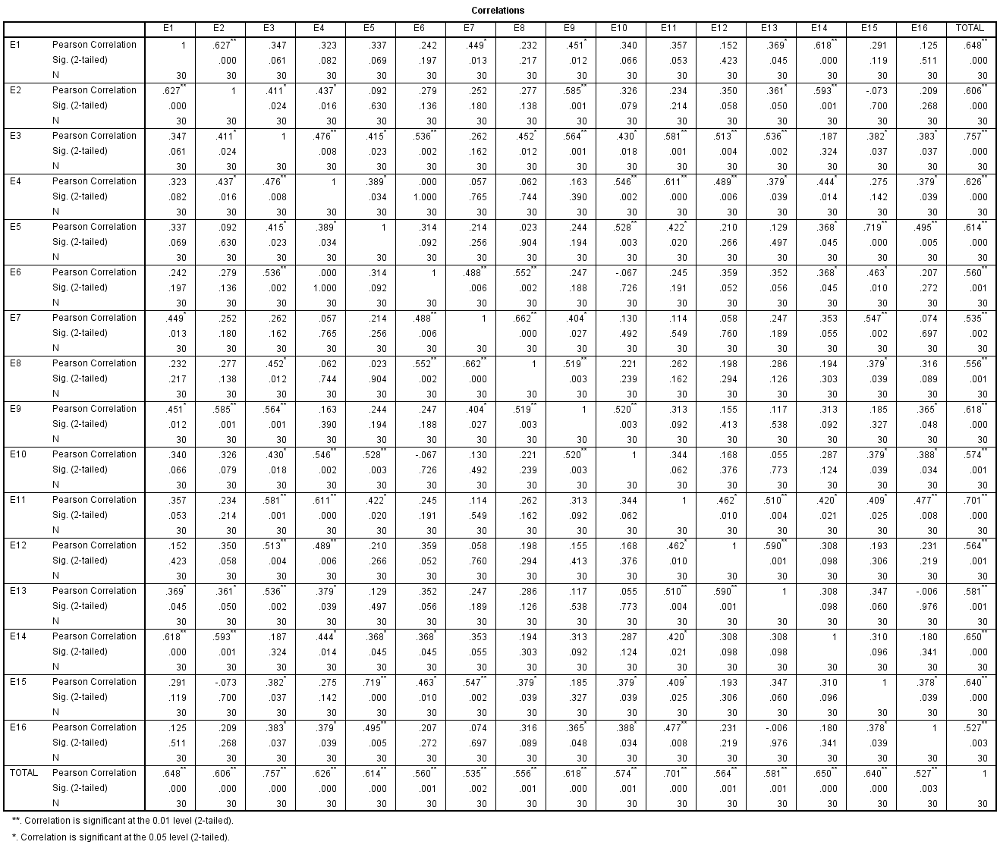 Correlations
E1 E2 E3 E4 E5 E6 E7 E8 E9 E10 E11 E12 E13 E14 E15 E16 TOTAL
E1 Pearson Correlation 1 .627** .347 .323 .337 .242 .449* .232 .451* .340 .357 .152 .369* .618** .291 .125 .648**
Sig. (2-tailed) .000 .061 .082 .069 .197 .013 .217 .012 .066 .053 .423 .045 .000 .119 .511 .000
N 30 30 30 30 30 30 30 30 30 30 30 30 30 30 30 30 30
E2 Pearson Correlation .627** 1 .411* .437* .092 .279 .252 .277 .585** .326 .234 .350 .361* .593** -.073 .209 .606**
Sig. (2-tailed) .000 .024 .016 .630 .136 .180 .138 .001 .079 .214 .058 .050 .001 .700 .268 .000
N 30 30 30 30 30 30 30 30 30 30 30 30 30 30 30 30 30
E3 Pearson Correlation .347 .411* 1 .476** .415* .536** .262 .452* .564** .430* .581** .513** .536** .187 .382* .383* .757**
Sig. (2-tailed) .061 .024 .008 .023 .002 .162 .012 .001 .018 .001 .004 .002 .324 .037 .037 .000
N 30 30 30 30 30 30 30 30 30 30 30 30 30 30 30 30 30
E4 Pearson Correlation .323 .437* .476** 1 .389* .000 .057 .062 .163 .546** .611** .489** .379* .444* .275 .379* .626**
Sig. (2-tailed) .082 .016 .008 .034 1.000 .765 .744 .390 .002 .000 .006 .039 .014 .142 .039 .000
N 30 30 30 30 30 30 30 30 30 30 30 30 30 30 30 30 30
E5 Pearson Correlation .337 .092 .415* .389* 1 .314 .214 .023 .244 .528** .422* .210 .129 .368* .719** .495** .614**
Sig. (2-tailed) .069 .630 .023 .034 .092 .256 .904 .194 .003 .020 .266 .497 .045 .000 .005 .000
N 30 30 30 30 30 30 30 30 30 30 30 30 30 30 30 30 30
E6 Pearson Correlation .242 .279 .536** .000 .314 1 .488** .552** .247 -.067 .245 .359 .352 .368* .463* .207 .560**
Sig. (2-tailed) .197 .136 .002 1.000 .092 .006 .002 .188 .726 .191 .052 .056 .045 .010 .272 .001
N 30 30 30 30 30 30 30 30 30 30 30 30 30 30 30 30 30
E7 Pearson Correlation .449* .252 .262 .057 .214 .488** 1 .662** .404* .130 .114 .058 .247 .353 .547** .074 .535**
Sig. (2-tailed) .013 .180 .162 .765 .256 .006 .000 .027 .492 .549 .760 .189 .055 .002 .697 .002
N 30 30 30 30 30 30 30 30 30 30 30 30 30 30 30 30 30
E8 Pearson Correlation .232 .277 .452* .062 .023 .552** .662** 1 .519** .221 .262 .198 .286 .194 .379* .316 .556**
Sig. (2-tailed) .217 .138 .012 .744 .904 .002 .000 .003 .239 .162 .294 .126 .303 .039 .089 .001
N 30 30 30 30 30 30 30 30 30 30 30 30 30 30 30 30 30
E9 Pearson Correlation .451* .585** .564** .163 .244 .247 .404* .519** 1 .520** .313 .155 .117 .313 .185 .365* .618**
Sig. (2-tailed) .012 .001 .001 .390 .194 .188 .027 .003 .003 .092 .413 .538 .092 .327 .048 .000
N 30 30 30 30 30 30 30 30 30 30 30 30 30 30 30 30 30
E10 Pearson Correlation .340 .326 .430* .546** .528** -.067 .130 .221 .520** 1 .344 .168 .055 .287 .379* .388* .574**
Sig. (2-tailed) .066 .079 .018 .002 .003 .726 .492 .239 .003 .062 .376 .773 .124 .039 .034 .001
N 30 30 30 30 30 30 30 30 30 30 30 30 30 30 30 30 30
E11 Pearson Correlation .357 .234 .581** .611** .422* .245 .114 .262 .313 .344 1 .462* .510** .420* .409* .477** .701**
Sig. (2-tailed) .053 .214 .001 .000 .020 .191 .549 .162 .092 .062 .010 .004 .021 .025 .008 .000
N 30 30 30 30 30 30 30 30 30 30 30 30 30 30 30 30 30
E12 Pearson Correlation .152 .350 .513** .489** .210 .359 .058 .198 .155 .168 .462* 1 .590** .308 .193 .231 .564**
Sig. (2-tailed) .423 .058 .004 .006 .266 .052 .760 .294 .413 .376 .010 .001 .098 .306 .219 .001
N 30 30 30 30 30 30 30 30 30 30 30 30 30 30 30 30 30
E13 Pearson Correlation .369* .361* .536** .379* .129 .352 .247 .286 .117 .055 .510** .590** 1 .308 .347 -.006 .581**
Sig. (2-tailed) .045 .050 .002 .039 .497 .056 .189 .126 .538 .773 .004 .001 .098 .060 .976 .001
N 30 30 30 30 30 30 30 30 30 30 30 30 30 30 30 30 30
E14 Pearson Correlation .618** .593** .187 .444* .368* .368* .353 .194 .313 .287 .420* .308 .308 1 .310 .180 .650**
Sig. (2-tailed) .000 .001 .324 .014 .045 .045 .055 .303 .092 .124 .021 .098 .098 .096 .341 .000
N 30 30 30 30 30 30 30 30 30 30 30 30 30 30 30 30 30
E15 Pearson Correlation .291 -.073 .382* .275 .719** .463* .547** .379* .185 .379* .409* .193 .347 .310 1 .378* .640**
Sig. (2-tailed) .119 .700 .037 .142 .000 .010 .002 .039 .327 .039 .025 .306 .060 .096 .039 .000
N 30 30 30 30 30 30 30 30 30 30 30 30 30 30 30 30 30
E16 Pearson Correlation .125 .209 .383* .379* .495** .207 .074 .316 .365* .388* .477** .231 -.006 .180 .378* 1 .527**
Sig. (2-tailed) .511 .268 .037 .039 .005 .272 .697 .089 .048 .034 .008 .219 .976 .341 .039 .003
N 30 30 30 30 30 30 30 30 30 30 30 30 30 30 30 30 30
TOTAL Pearson Correlation .648** .606** .757** .626** .614** .560** .535** .556** .618** .574** .701** .564** .581** .650** .640** .527** 1
Sig. (2-tailed) .000 .000 .000 .000 .000 .001 .002 .001 .000 .001 .000 .001 .001 .000 .000 .003
N 30 30 30 30 30 30 30 30 30 30 30 30 30 30 30 30 30
**. Correlation is significant at the 0.01 level (2-tailed).
*. Correlation is significant at the 0.05 level (2-tailed).